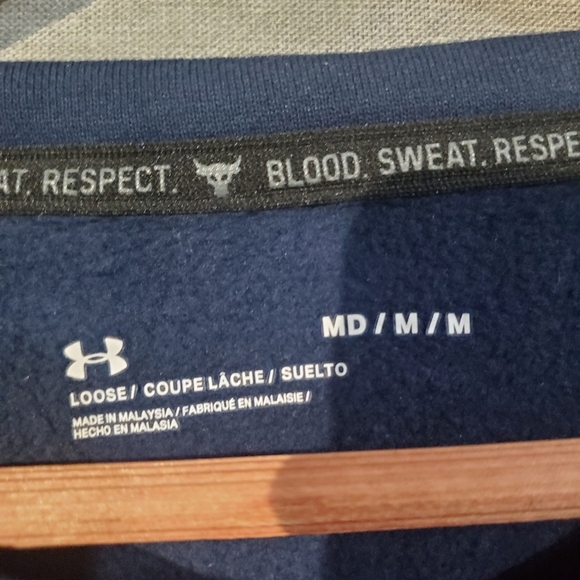 AT. RESPECT. BLOOD. SWEAT. RESPE
MD / M / M
LOOSE / COUPE LÂCHE / SUELTO
MADE IN MALAYSIA / FABRIQUÉ EN MALAISIE /
HECHO EN MALASIA